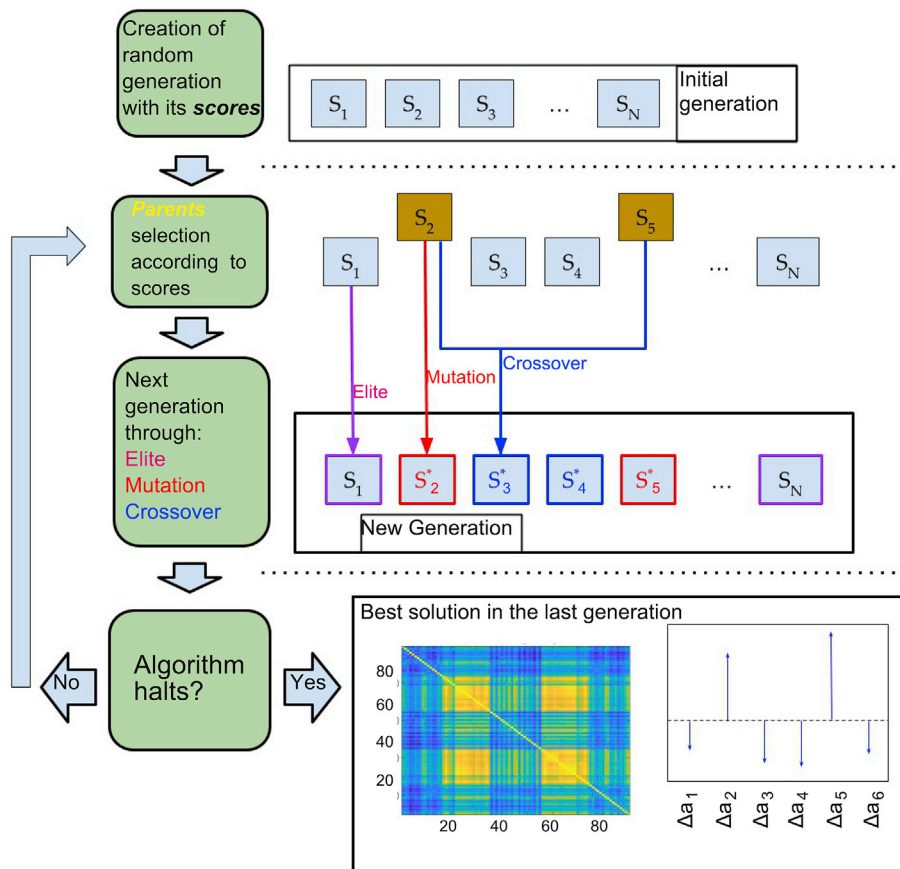 Creation of
random
generation
with its scores
S1 S2 S3 ... SN
Initial
generation
Parents
selection
according to
scores
S2 S5
S1 S3 S4 ... SN
Next
generation
through:
Elite
Mutation
Crossover
Crossover
Mutation
Elite
S1 S*2 S*3 S*4 S*5 ... SN
New Generation
Algorithm
halts?
No
Yes
Best solution in the last generation
80
60
40
20
20 40 60 80
Δa1 Δa2 Δa3 Δa4 Δa5 Δa6